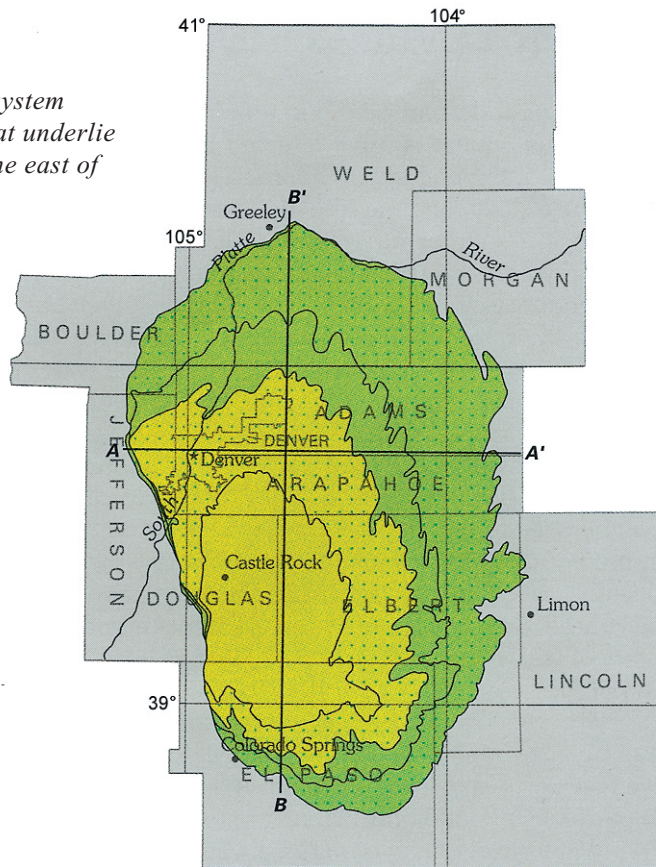 41°
104°
ystem
at underlie
ne east of
WELD
B'
Greeley
105°
Platte
River
MORGAN
BOULDER
ADAMS
JEFFERSON
DENVER
A
Denver
A'
ARAPAHOE
South
Castle Rock
DOUGLAS
ELBERT
Limon
LINCOLN
39°
Colorado Springs
EL PASO
B